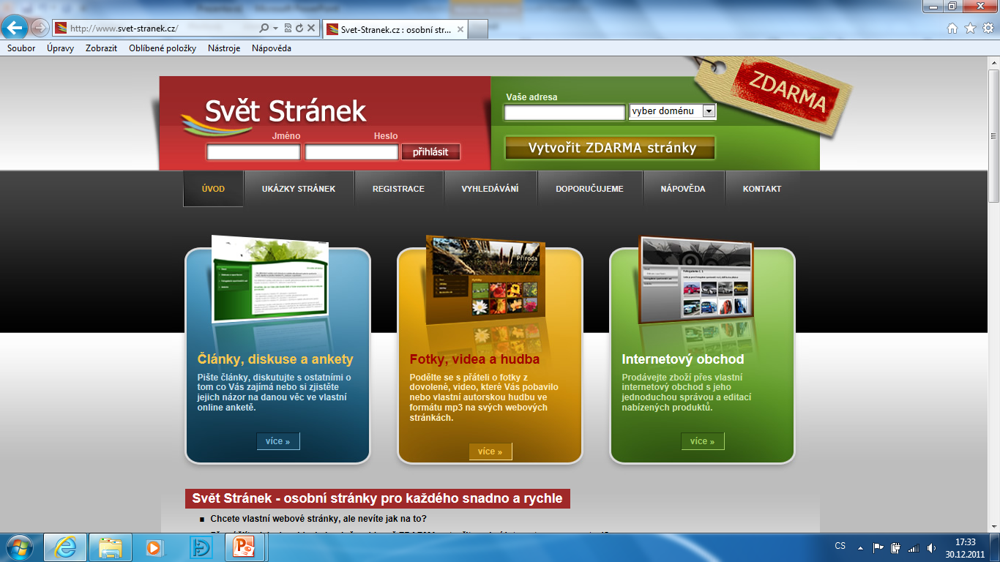 http://www.svet-stranek.cz/
Svet-Stranek.cz : osobní str...
Soubor Úpravy Zobrazit Oblíbené položky Nástroje Nápověda
ZDARMA
Svět Stránek
Vaše adresa
vyber doménu
Jméno Heslo
přihlásit
Vytvořit ZDARMA stránky
ÚVOD UKÁZKY STRÁNEK REGISTRACE VYHLEDÁVÁNÍ DOPORUČUJEME NÁPOVĚDA KONTAKT
Příroda
Články, diskuse a ankety
Pište články, diskutujte s ostatními o
tom co Vás zajímá nebo si zjistěte
jejich názor na danou věc ve vlastní
online anketě.
více »
Fotky, videa a hudba
Podělte se s přáteli o fotky z
dovolené, video, které Vás pobavilo
nebo vlastní autorskou hudbu ve
formátu mp3 na svých webových
stránkách.
více »
Internetový obchod
Prodávejte zboží přes vlastní
internetový obchod s jeho
jednoduchou správou a editací
nabízených produktů.
více »
Svět Stránek - osobní stránky pro každého snadno a rychle
Chcete vlastní webové stránky, ale nevíte jak na to?
CS
17:33
30.12.2011